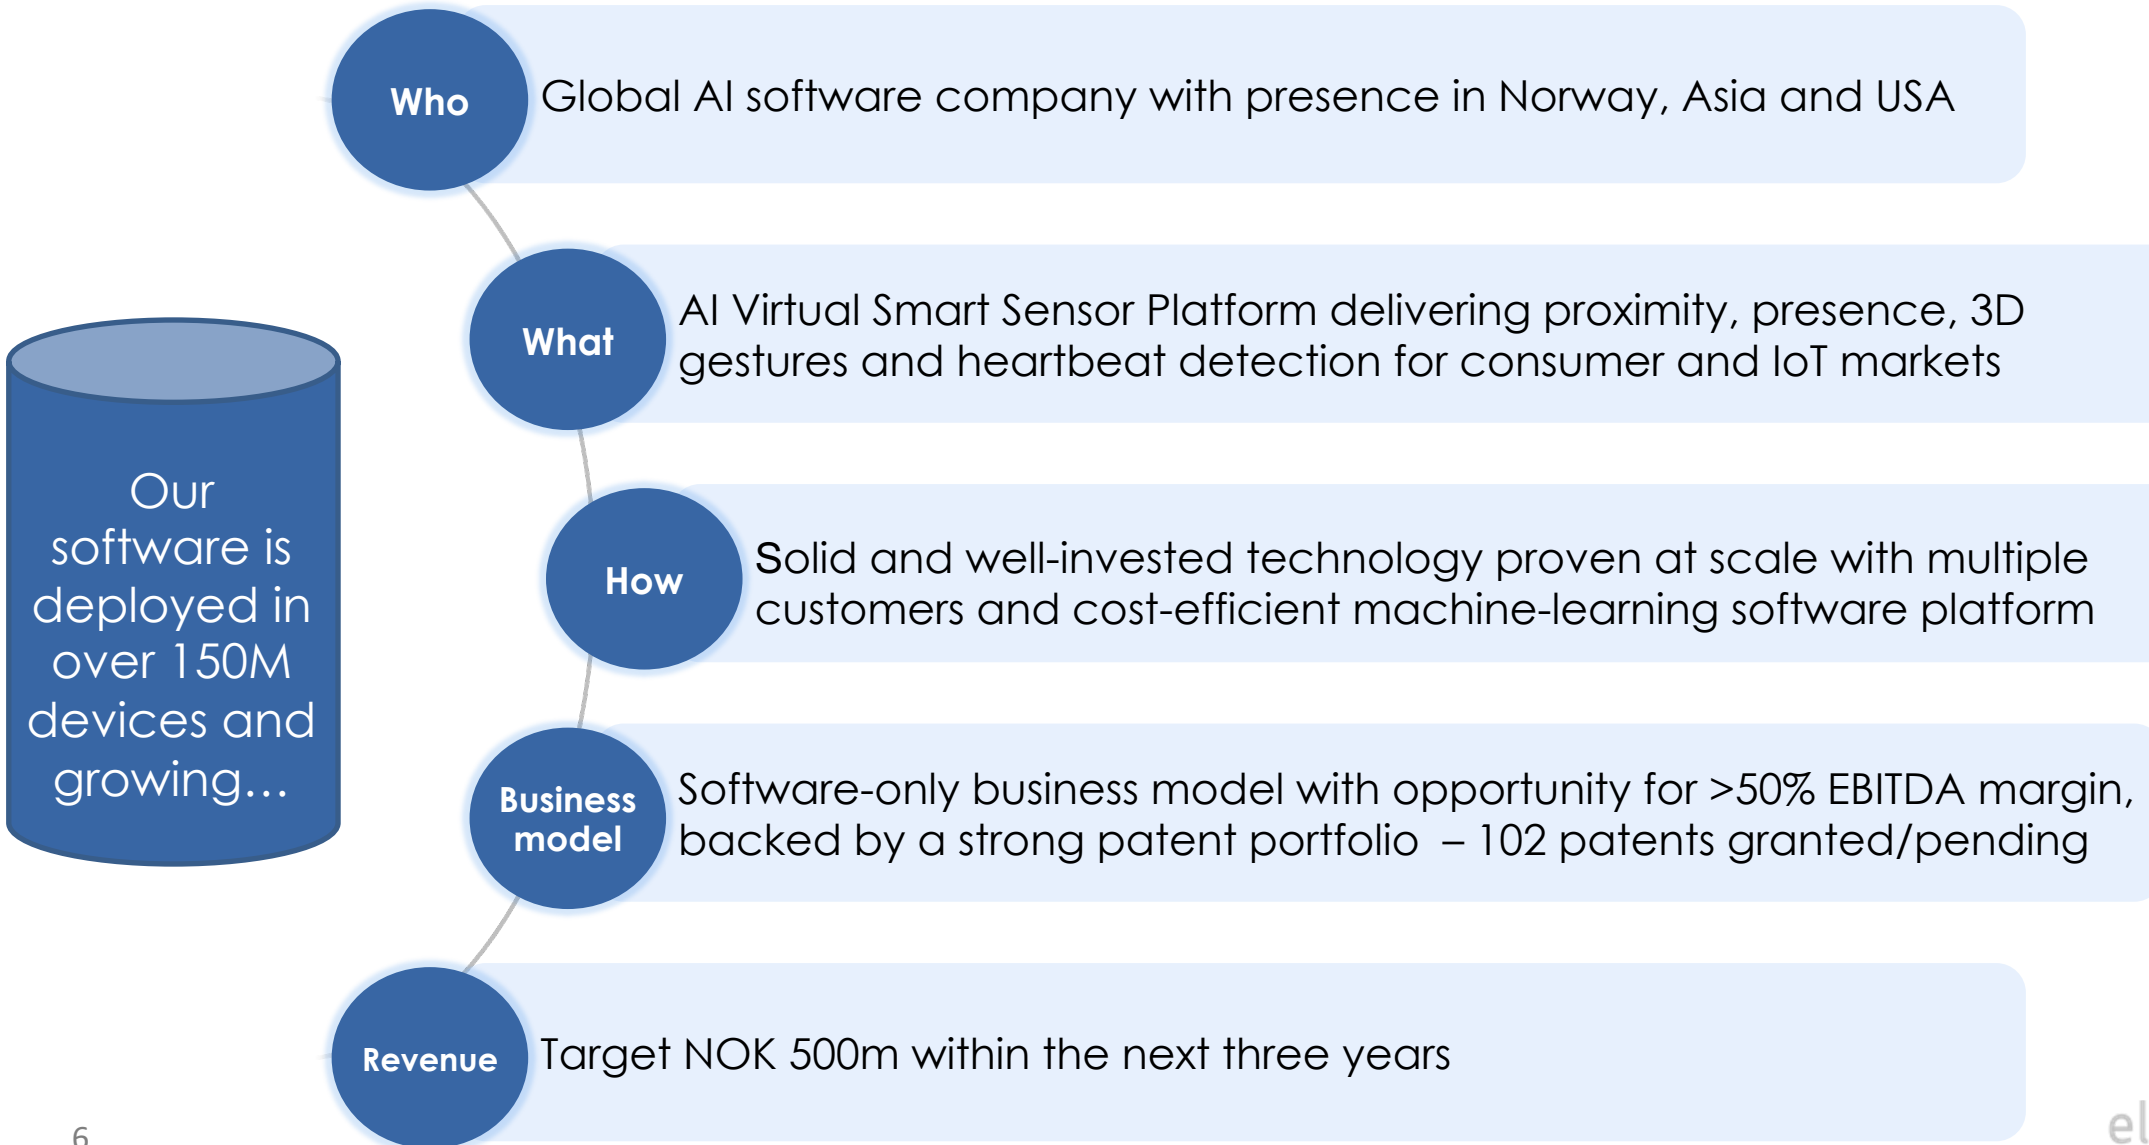 Who
Global AI software company with presence in Norway, Asia and USA
What
AI Virtual Smart Sensor Platform delivering proximity, presence, 3D
gestures and heartbeat detection for consumer and IoT markets
Our
software is
deployed in
over 150M
devices and
growing…
How
Solid and well-invested technology proven at scale with multiple
customers and cost-efficient machine-learning software platform
Business
model
Software-only business model with opportunity for >50% EBITDA margin,
backed by a strong patent portfolio – 102 patents granted/pending
Revenue
Target NOK 500m within the next three years
6
el